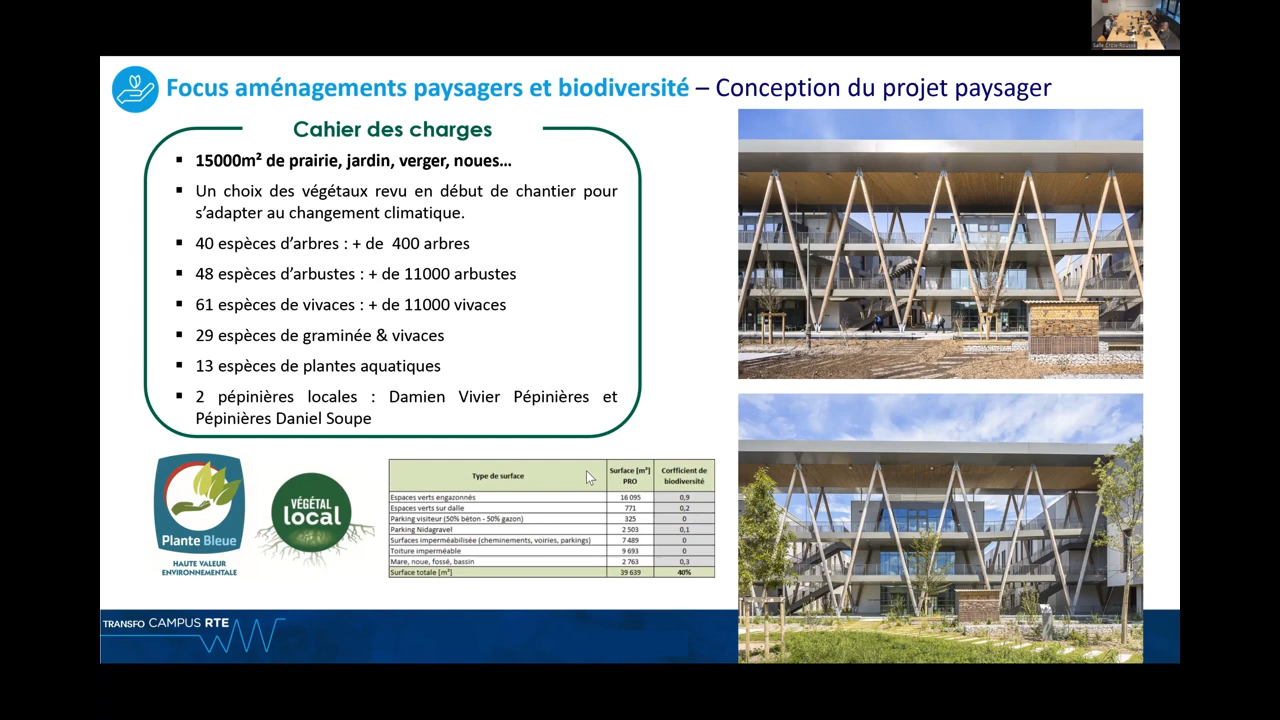 Salle Croix-Rousse
Focus aménagements paysagers et biodiversité – Conception du projet paysager
Cahier des charges
▪ 15000m² de prairie, jardin, verger, noues…
▪ Un choix des végétaux revu en début de chantier pour
s’adapter au changement climatique.
▪ 40 espèces d’arbres : + de 400 arbres
▪ 48 espèces d’arbustes : + de 11000 arbustes
▪ 61 espèces de vivaces : + de 11000 vivaces
▪ 29 espèces de graminée & vivaces
▪ 13 espèces de plantes aquatiques
▪ 2 pépinières locales : Damien Vivier Pépinières et
Pépinières Daniel Soupe
Plante Bleue
HAUTE VALEUR
ENVIRONNEMENTALE
VÉGÉTAL
local
Type de surface Surface [m²] PRO Corfficient de biodiversité
Espaces verts engazonnés 16 095 0,9
Espaces verts sur dalle 771 0,2
Parking visiteur (50% béton - 50% gazon) 325 0
Parking Nidagravel 2 503 0,1
Surfaces imperméabilisée (cheminements, voiries, parkings) 7 489 0
Toiture imperméable 9 693 0
Mare, noue, fossé, bassin 2 763 0,3
Surface totale [m²] 39 639 40%
TRANSFO CAMPUS RTE